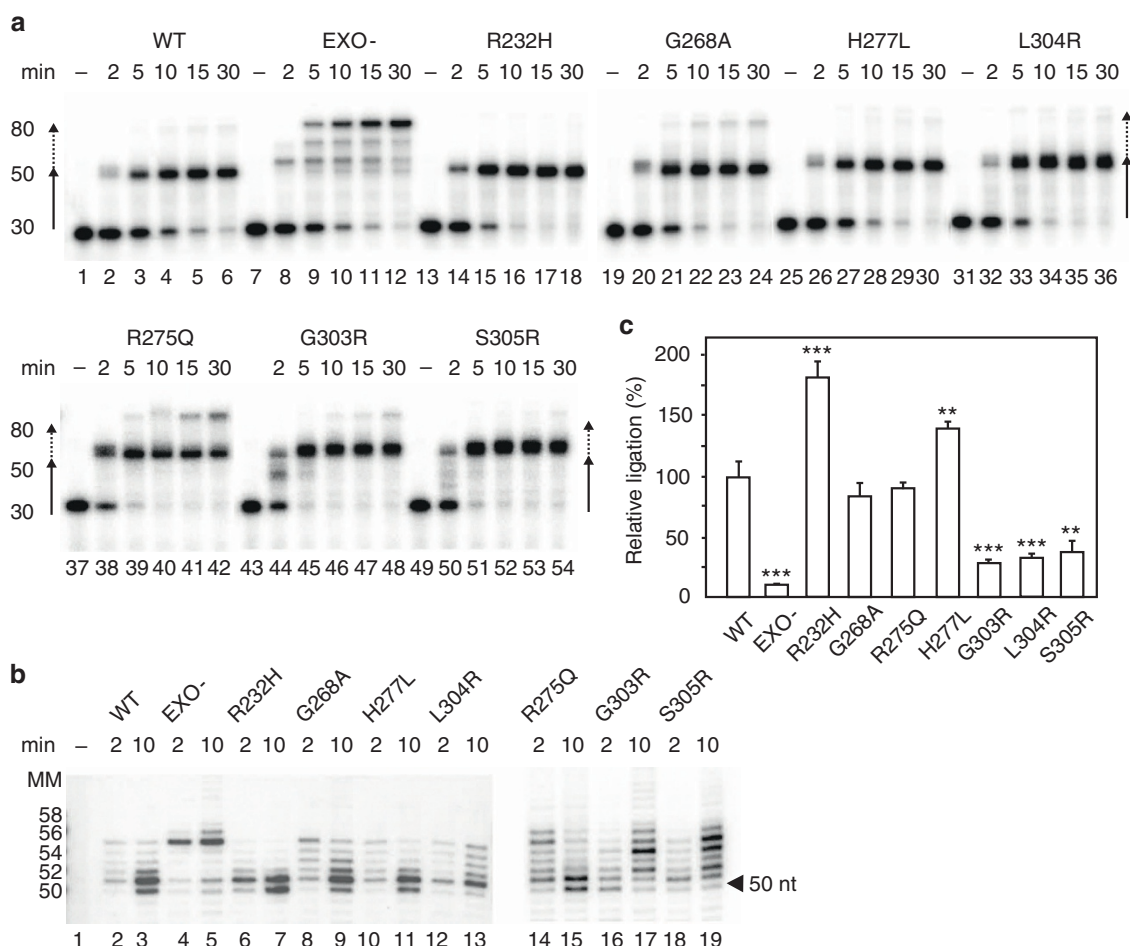 a
WT EXO- R232H G268A H277L L304R
min – 2 5 10 15 30 – 2 5 10 15 30 – 2 5 10 15 30 – 2 5 10 15 30 – 2 5 10 15 30 – 2 5 10 15 30
80
50
30
1 2 3 4 5 6 7 8 9 10 11 12 13 14 15 16 17 18 19 20 21 22 23 24 25 26 27 28 29 30 31 32 33 34 35 36
R275Q G303R S305R
min – 2 5 10 15 30 – 2 5 10 15 30 – 2 5 10 15 30
80
50
30
37 38 39 40 41 42 43 44 45 46 47 48 49 50 51 52 53 54
c
Relative ligation (%)
200
150
100
50
0
***
***
**
***
***
***
**
WT EXO- R232H G268A R275Q H277L G303R L304R S305R
b
WT EXO- R232H G268A H277L L304R R275Q G303R S305R
min – 2 10 2 10 2 10 2 10 2 10 2 10 2 10 2 10 2 10
MM
58
56
54
52
50
50 nt
1 2 3 4 5 6 7 8 9 10 11 12 13 14 15 16 17 18 19